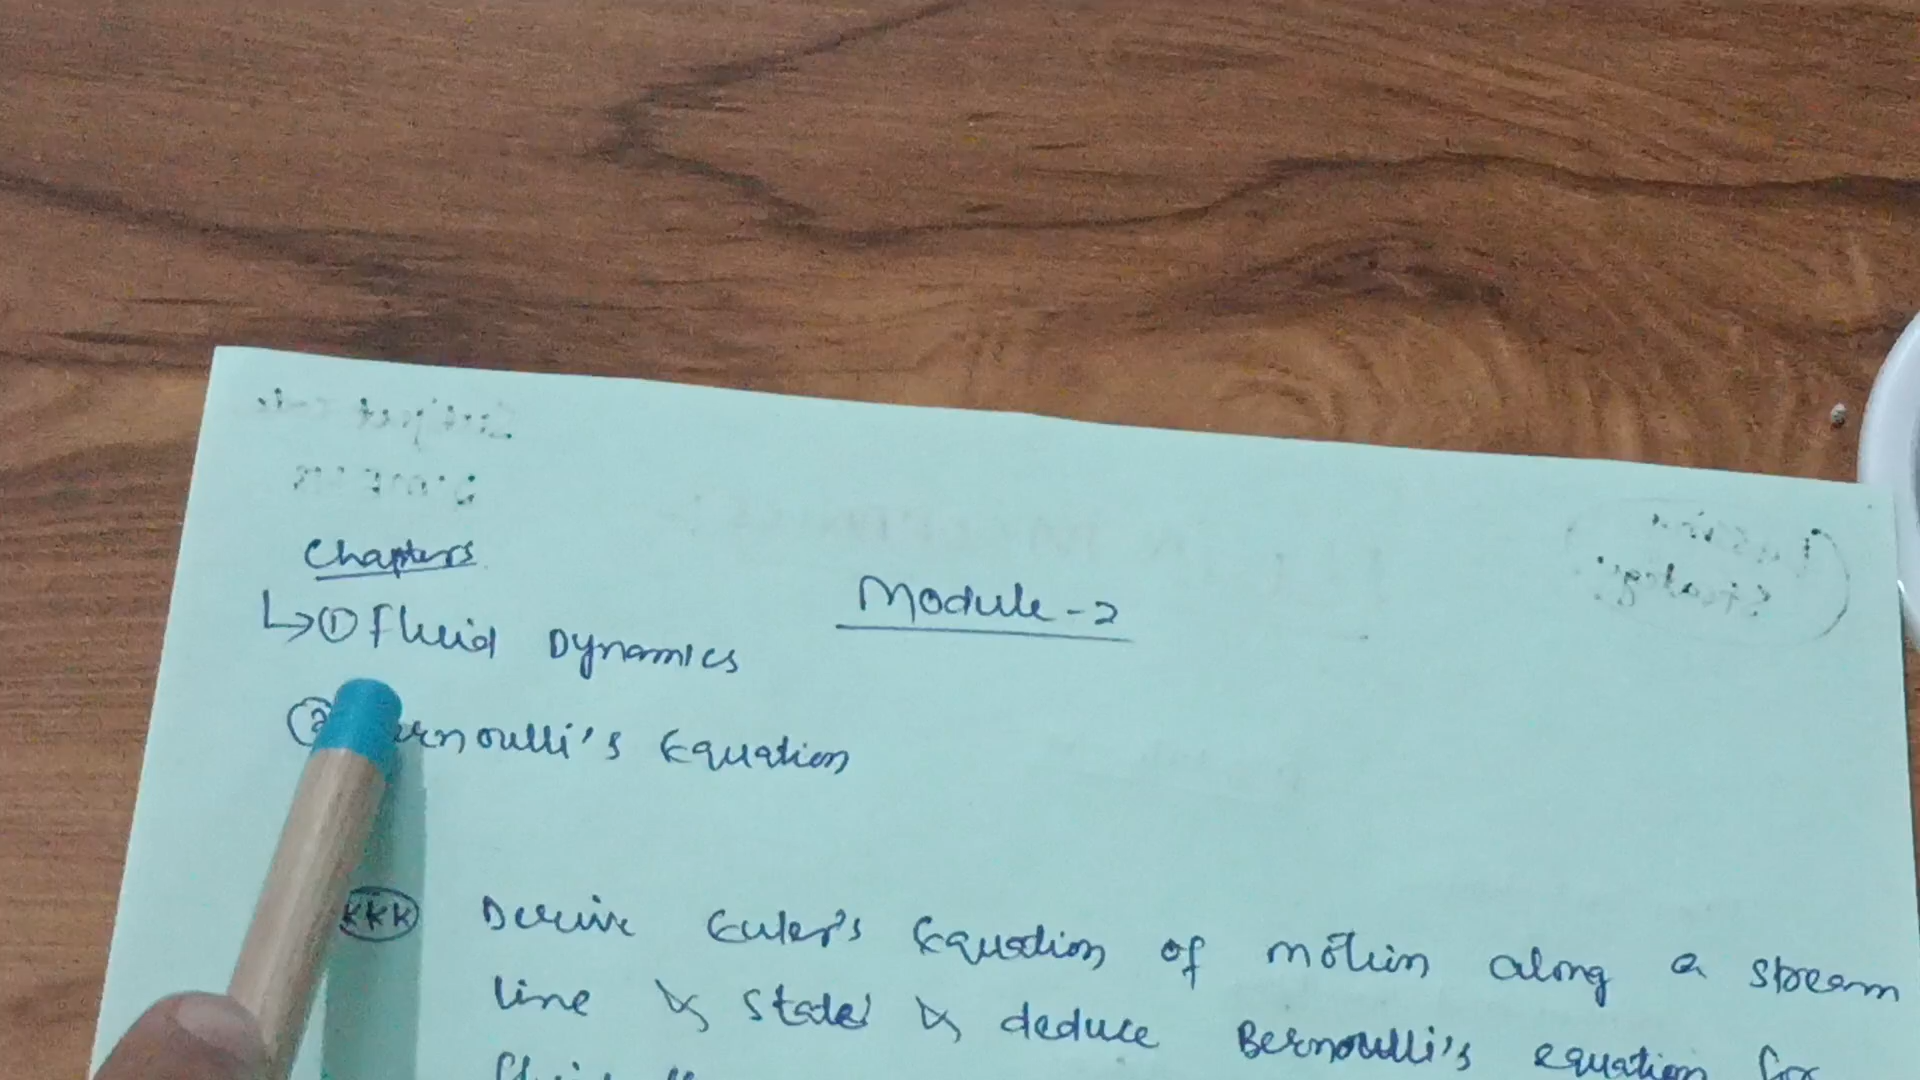 Chapters
Module-2
↳ ① Fluid Dynamics
② ernoulli's Equation
KKK Derive Euler's Equation of motion along a stream
line & state & deduce Bernoulli's equation for